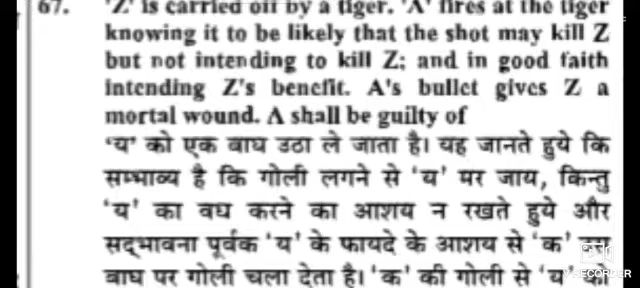 67. 'Z' is carried off by a tiger. 'A' fires at the tiger
knowing it to be likely that the shot may kill Z
but not intending to kill Z; and in good faith
intending Z's benefit. A's bullet gives Z a
mortal wound. A shall be guilty of
'य' को एक बाघ उठा ले जाता है। यह जानते हुये कि
सम्भाव्य है कि गोली लगने से 'य' मर जाय, किन्तु
'य' का वध करने का आशय न रखते हुये और
सद्भावना पूर्वक 'य' के फायदे के आशय से 'क'
बाघ पर गोली चला देता है। 'क' की गोली से 'य' को
RECORDER